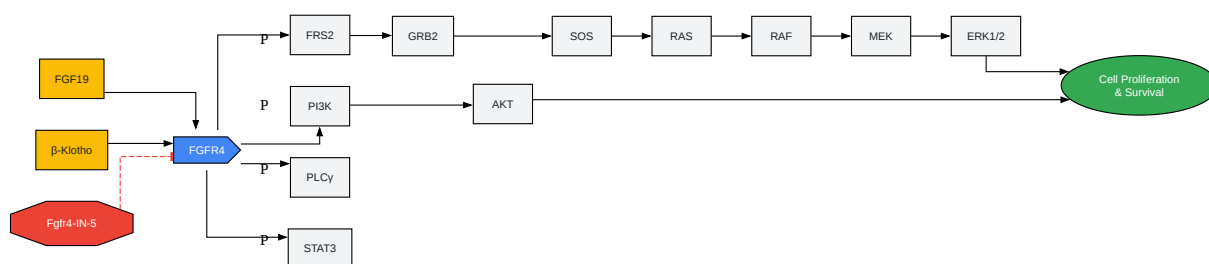 P
FRS2
GRB2
SOS
RAS
RAF
MEK
ERK1/2
FGF19
Cell Proliferation
& Survival
P
PI3K
AKT
β-Klotho
FGFR4
P
PLCγ
Fgfr4-IN-5
P
STAT3